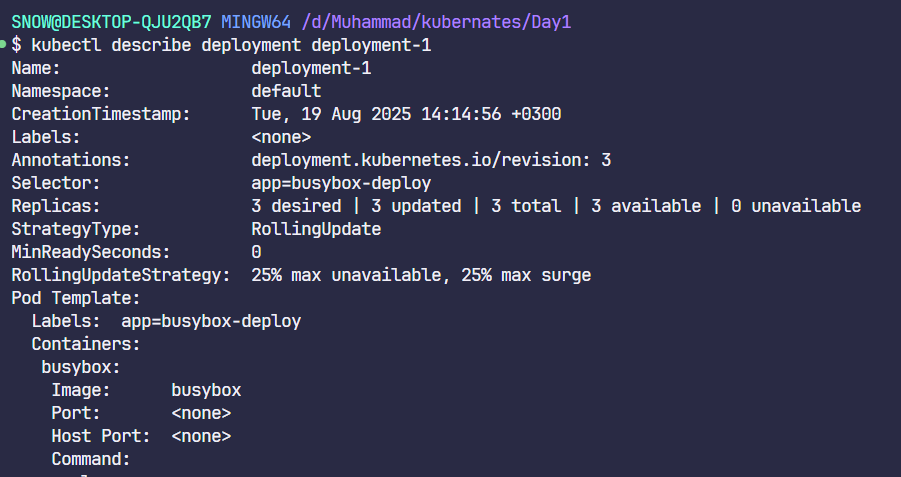 SNOW@DESKTOP-QJU2QB7 MINGW64 /d/Muhammad/kubernates/Day1
$ kubectl describe deployment deployment-1
Name:                   deployment-1
Namespace:              default
CreationTimestamp:      Tue, 19 Aug 2025 14:14:56 +0300
Labels:                 <none>
Annotations:            deployment.kubernetes.io/revision: 3
Selector:               app=busybox-deploy
Replicas:               3 desired | 3 updated | 3 total | 3 available | 0 unavailable
StrategyType:           RollingUpdate
MinReadySeconds:        0
RollingUpdateStrategy:  25% max unavailable, 25% max surge
Pod Template:
  Labels:  app=busybox-deploy
  Containers:
   busybox:
    Image:      busybox
    Port:       <none>
    Host Port:  <none>
    Command: